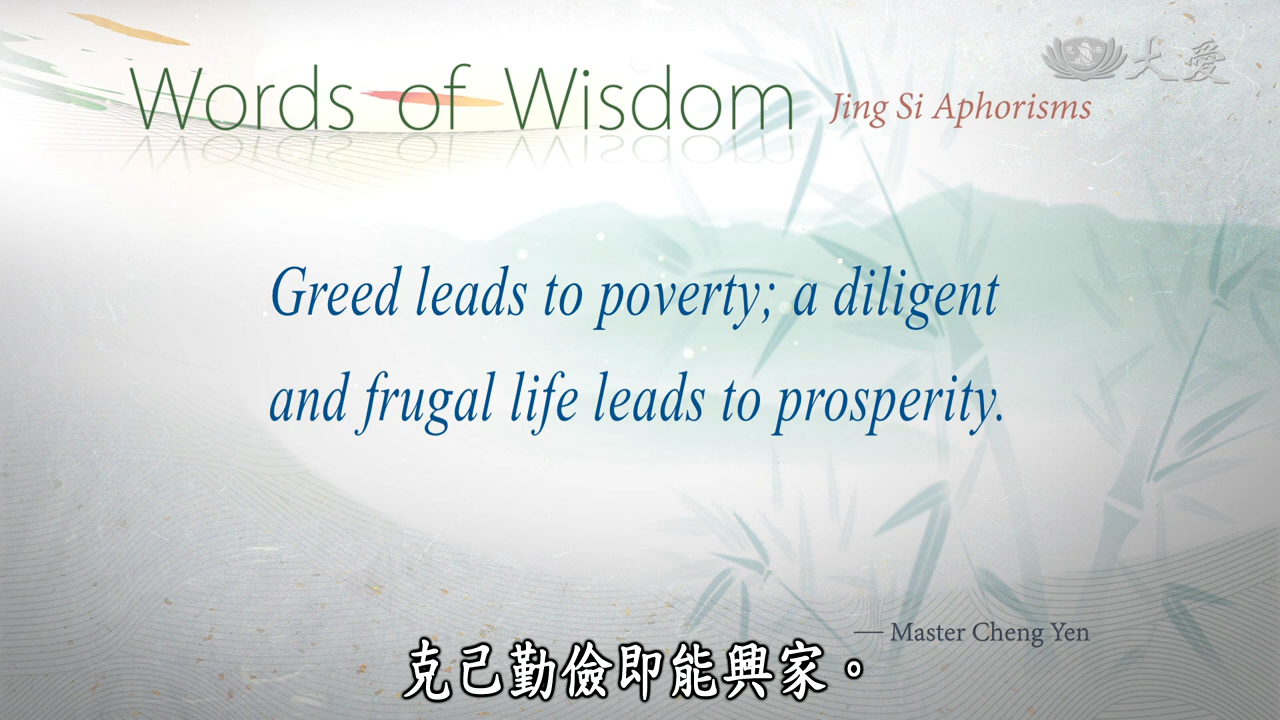 Words of Wisdom Jing Si Aphorisms
大愛
Greed leads to poverty; a diligent
and frugal life leads to prosperity.
— Master Cheng Yen
克己勤儉即能興家。